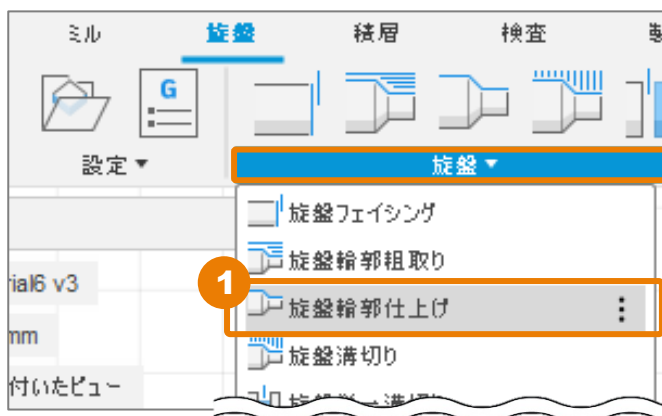 ミル 旋盤 積層 検査
G
設定▼ 旋盤▼
旋盤フェイシング
旋盤輪郭粗取り
rial6 v3
1
旋盤輪郭仕上げ
mm
旋盤溝切り
付いたビュー